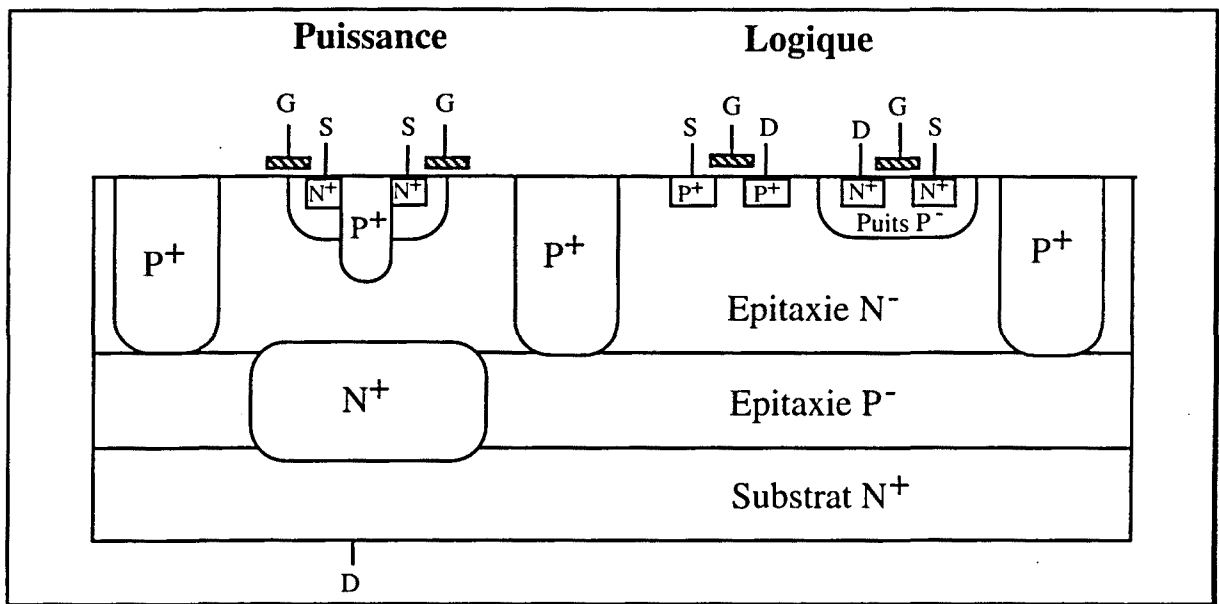 Puissance
Logique
G
G
S
S
S
G
D
D
G
S
N+
N+
P+
P+
N+
N+
Puits P-
P+
P+
P+
P+
Epitaxie N-
N+
Epitaxie P-
Substrat N+
D